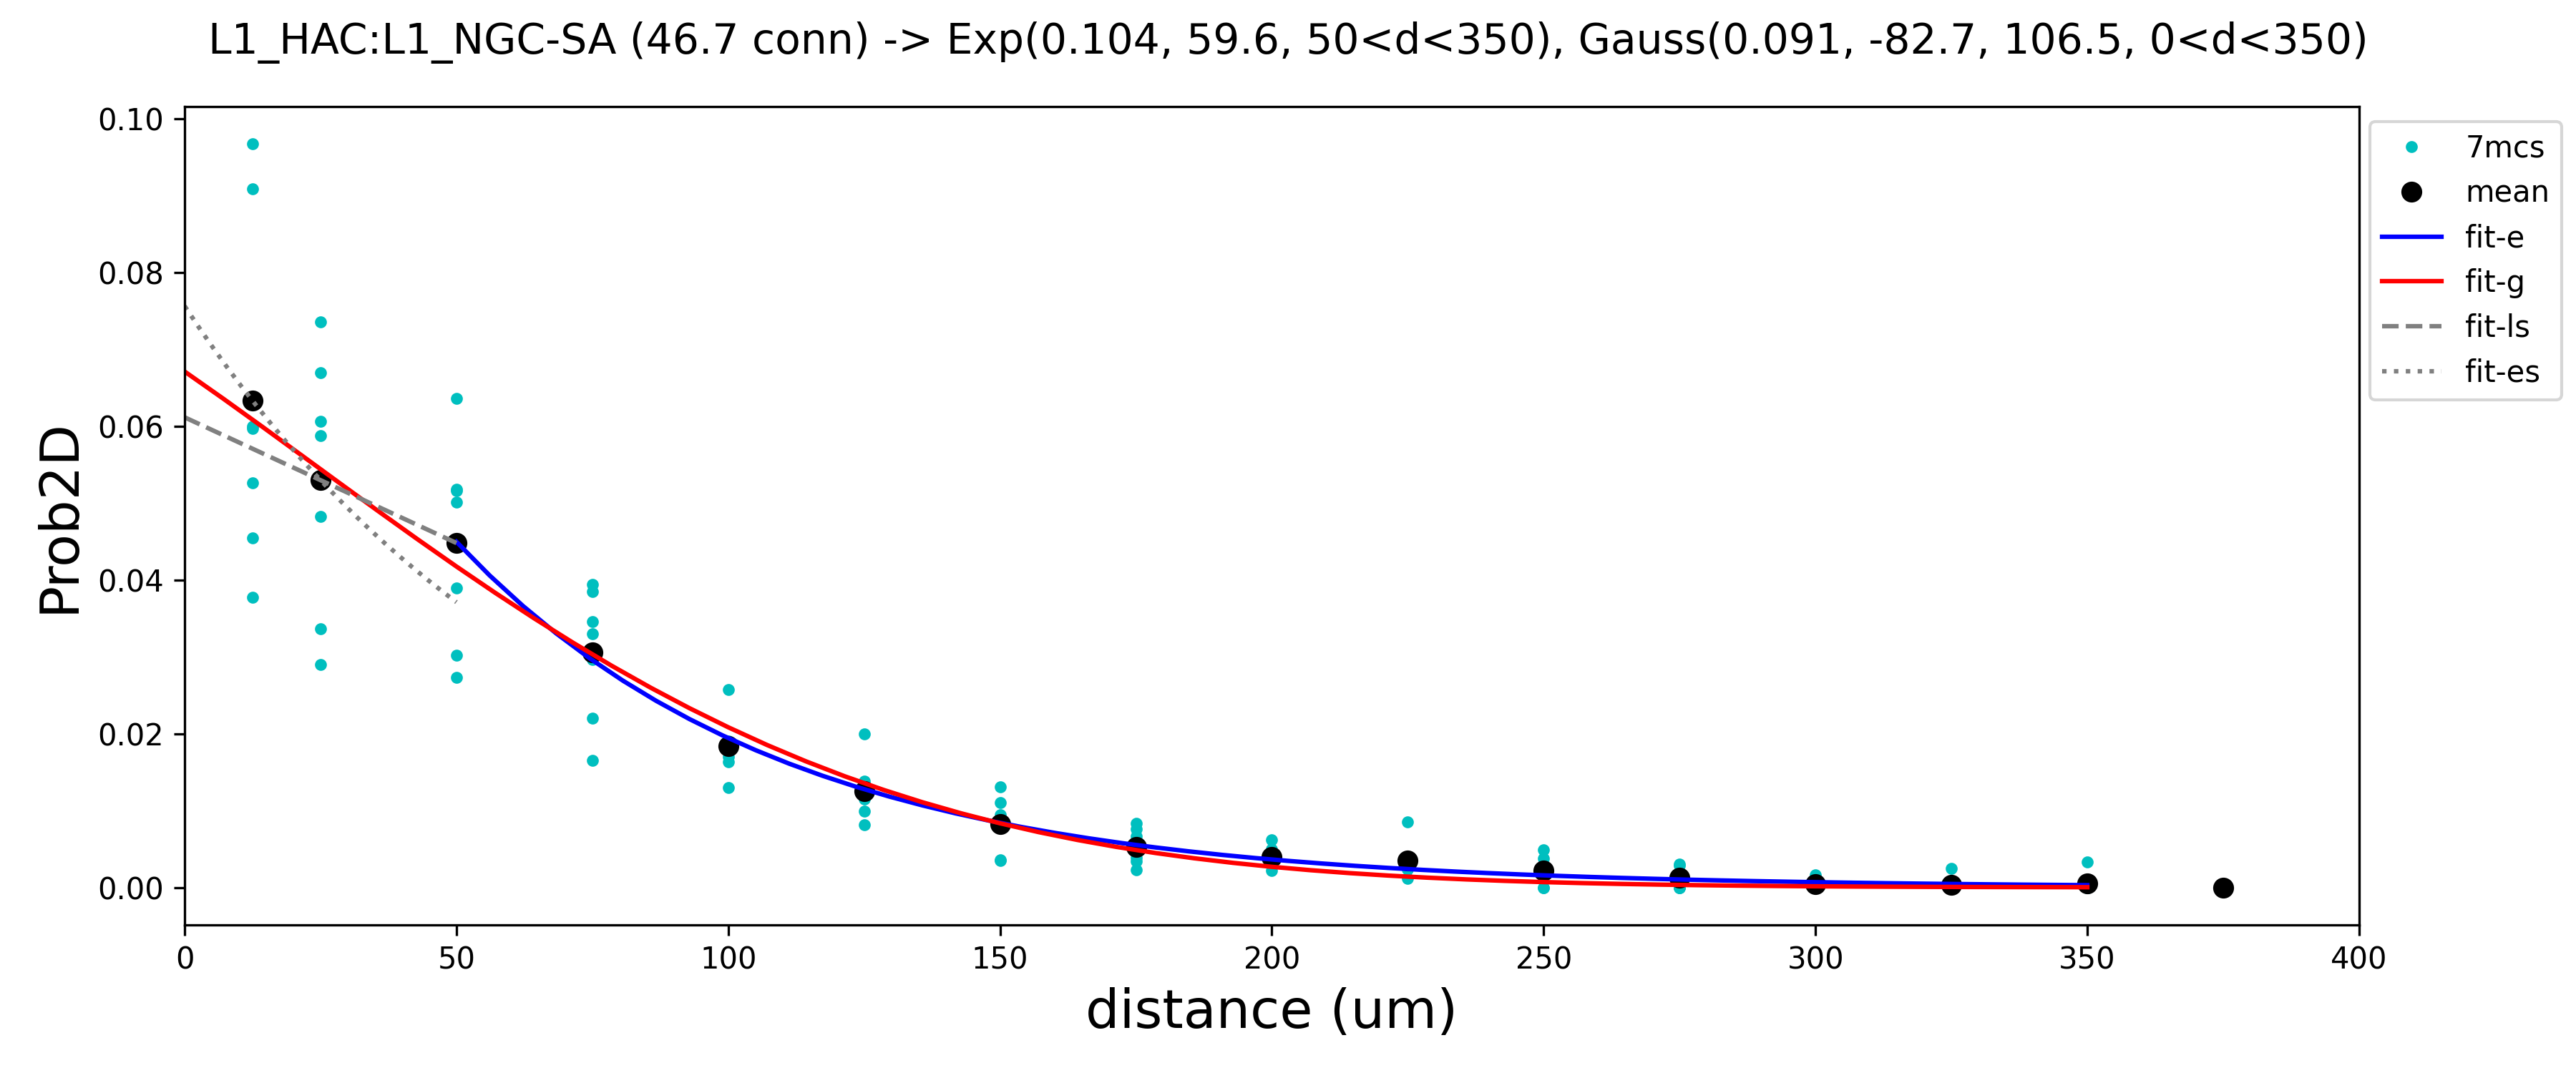 L1_HAC:L1_NGC-SA (46.7 conn) -> Exp(0.104, 59.6, 50<d<350), Gauss(0.091, -82.7, 106.5, 0<d<350)
0.10
0.08
0.06
0.04
0.02
0.00
Prob2D
0 50 100 150 200 250 300 350 400
distance (um)
7mcs
mean
fit-e
fit-g
fit-ls
fit-es